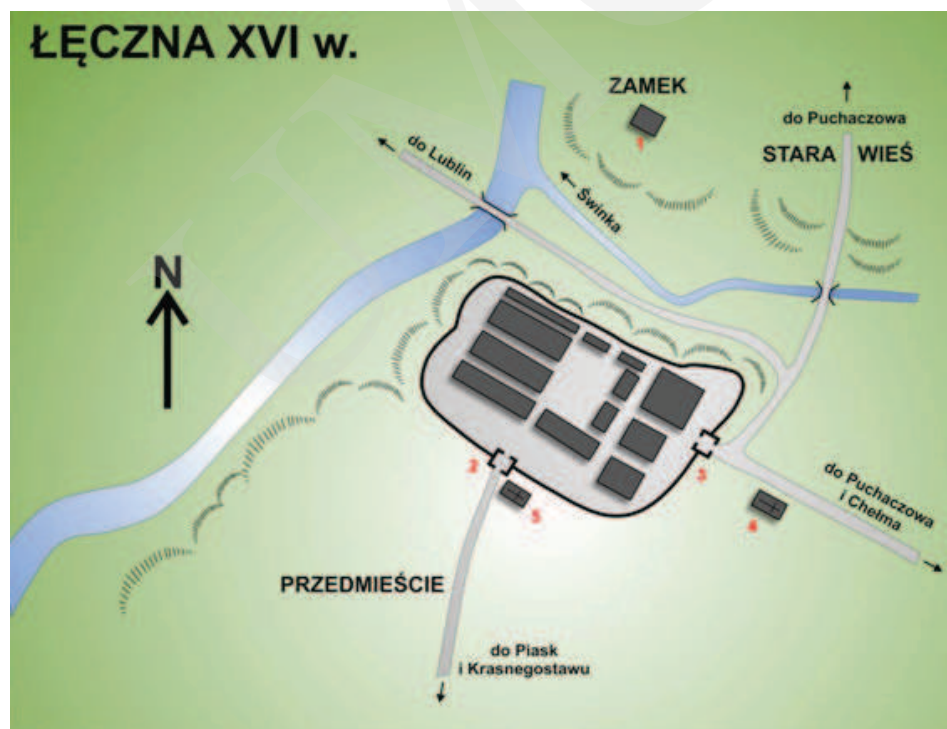 ŁĘCZNA XVI w.
ZAMEK
1
do Puchaczowa
STARA WIEŚ
do Lublin
Świnka
N
2
3
5
4
do Puchaczowa
i Chełma
PRZEDMIEŚCIE
do Piask
i Krasnegostawu